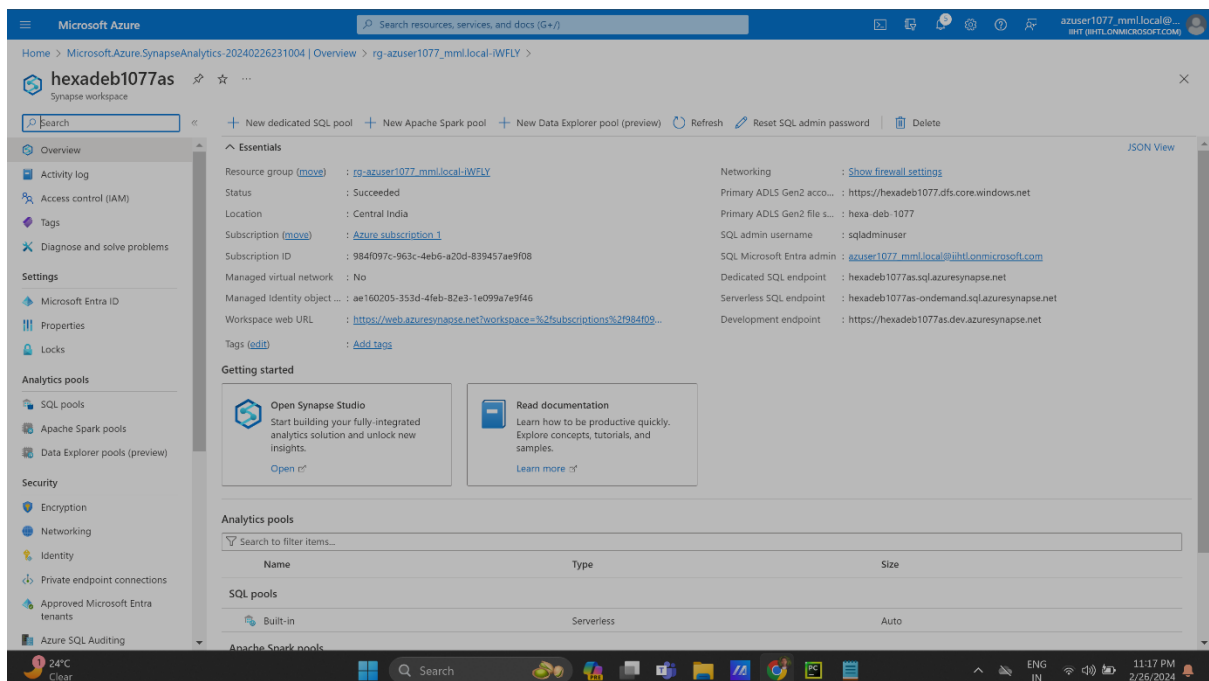 Microsoft Azure
Search resources, services, and docs (G+/)
5
azuser1077_mml.local@...
IIHT (IIHTLONMICROSOFT.COM)
Home > Microsoft.Azure.SynapseAnalytics-20240226231004 | Overview > rg-azuser1077_mml.local-iWFLY >
hexadeb1077as
Synapse workspace
Search
New dedicated SQL pool New Apache Spark pool New Data Explorer pool (preview) Refresh Reset SQL admin password Delete
Overview
Activity log
Access control (IAM)
Tags
Diagnose and solve problems
Settings
Microsoft Entra ID
Properties
Locks
Analytics pools
SQL pools
Apache Spark pools
Data Explorer pools (preview)
Security
Encryption
Networking
Identity
Private endpoint connections
Approved Microsoft Entra
tenants
Azure SQL Auditing
Essentials
JSON View
Resource group (move) : rg-azuser1077_mml.local-iWFLY
Status : Succeeded
Location : Central India
Subscription (move) : Azure subscription 1
Subscription ID : 984f097c-963c-4eb6-a20d-839457ae9f08
Managed virtual network : No
Managed Identity object ... : ae160205-353d-4feb-82e3-1e099a7e9f46
Workspace web URL : https://web.azuresynapse.net?workspace=%2fsubscriptions%2f984f09...
Tags (edit) : Add tags
Networking : Show firewall settings
Primary ADLS Gen2 acco... : https://hexadeb1077.dfs.core.windows.net
Primary ADLS Gen2 file s... : hexa-deb-1077
SQL admin username : sqladminuser
SQL Microsoft Entra admin : azuser1077_mml.local@iihtl.onmicrosoft.com
Dedicated SQL endpoint : hexadeb1077as.sql.azuresynapse.net
Serverless SQL endpoint : hexadeb1077as-ondemand.sql.azuresynapse.net
Development endpoint : https://hexadeb1077as.dev.azuresynapse.net
Getting started
Open Synapse Studio
Start building your fully-integrated
analytics solution and unlock new
insights.
Open
Read documentation
Learn how to be productive quickly.
Explore concepts, tutorials, and
samples.
Learn more
Analytics pools
Search to filter items...
Name Type Size
SQL pools
Built-in Serverless Auto
Apache Spark pools
1
24°C
Clear
Search
PRE
PC
ENG
IN
11:17 PM
2/26/2024